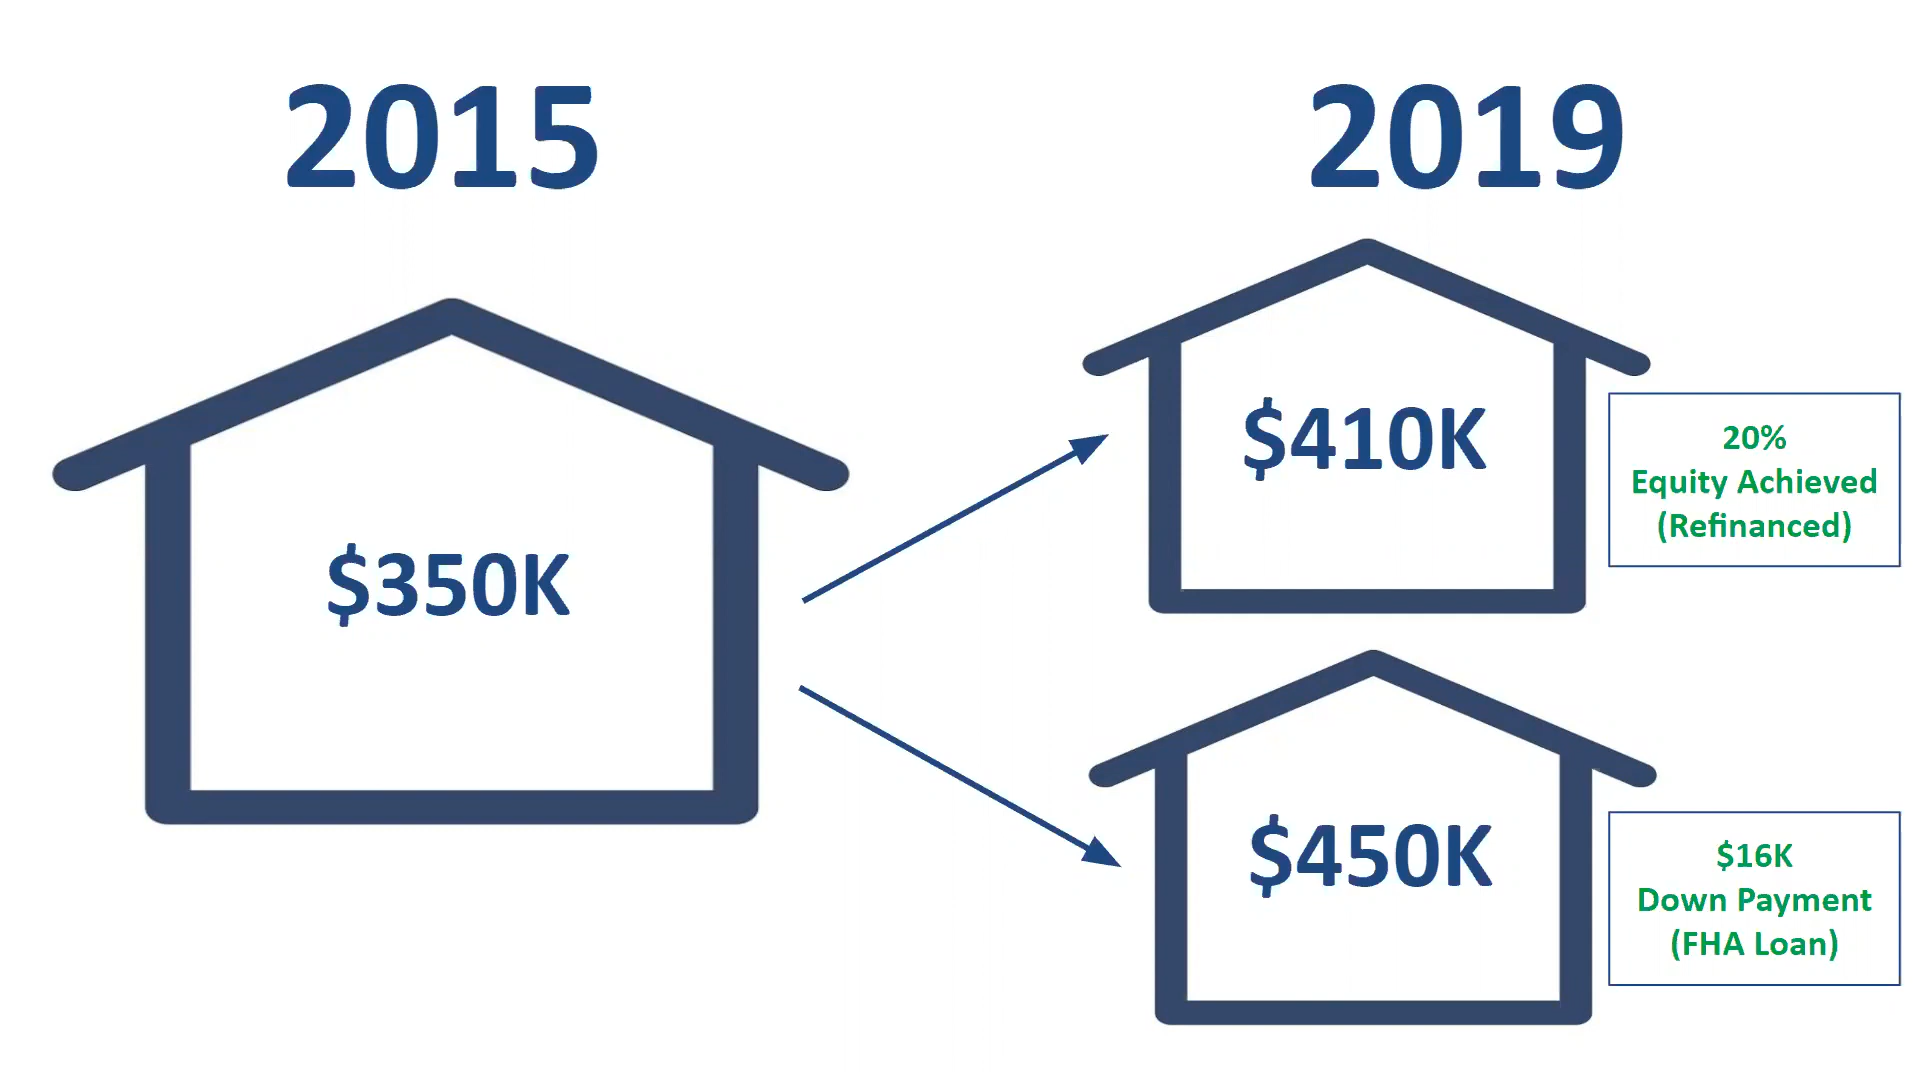 2015
2019
$350K
$410K
20%
Equity Achieved
(Refinanced)
$450K
$16K
Down Payment
(FHA Loan)